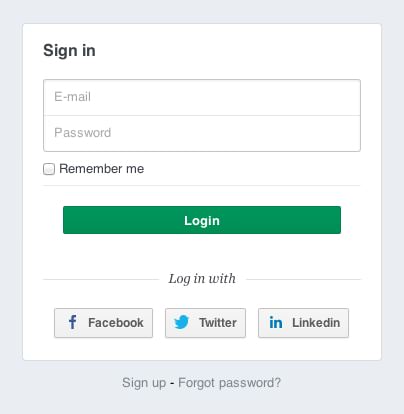 Sign in
E-mail
Password
Remember me
Login
Log in with
Facebook Twitter Linkedin
Sign up - Forgot password?